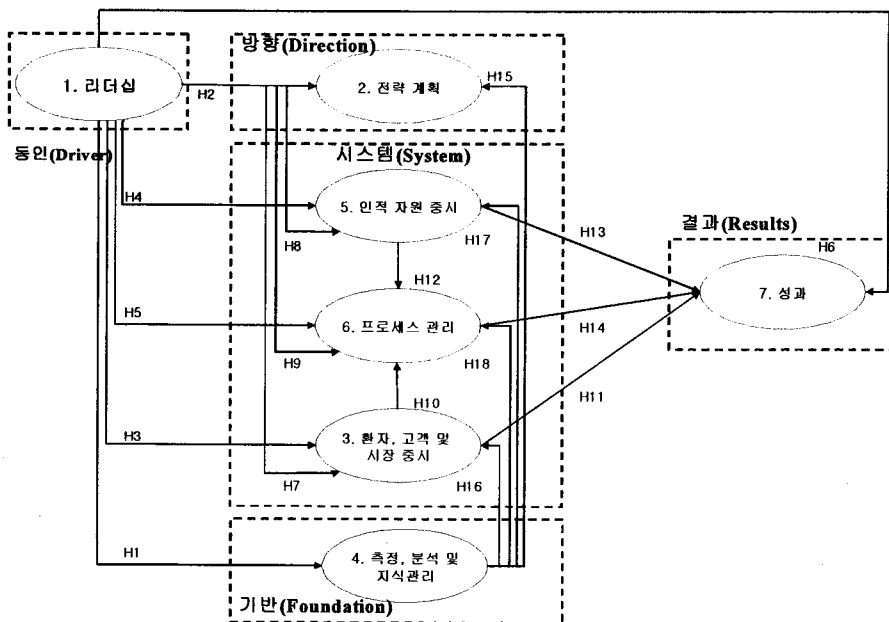 방향(Direction)
1. 리더십
H2
2. 전략 계획
H15
동인(Driver)
시스템(System)
H4
5. 인적 자원 중시
H8
H17
H13
결과(Results)
H6
H12
7. 성과
H5
6. 프로세스 관리
H14
H9
H18
H11
H10
H3
3. 환자, 고객 및
시장 중시
H7
H16
H1
4. 측정, 분석 및
지식관리
기반(Foundation)